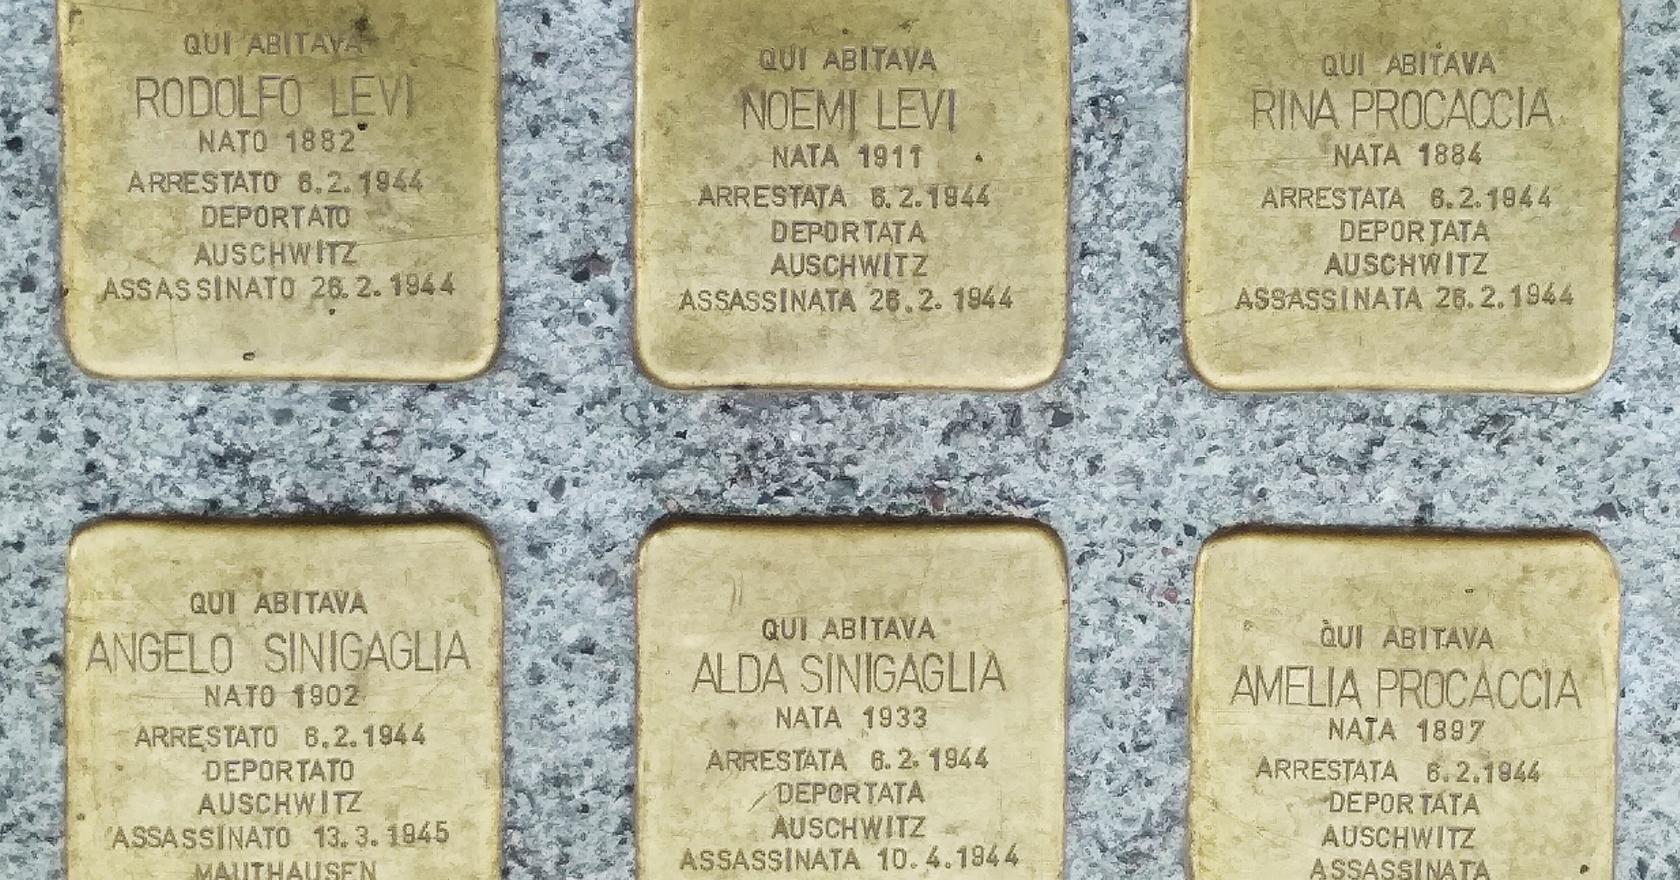 QUI ABITAVA
RODOLFO LEVI
NATO 1882
ARRESTATO 6.2.1944
DEPORTATO
AUSCHWITZ
ASSASSINATO 26.2.1944
QUI ABITAVA
NOEMI LEVI
NATA 1911
ARRESTATA 6.2.1944
DEPORTATA
AUSCHWITZ
ASSASSINATA 26.2.1944
QUI ABITAVA
RINA PROCACCIA
NATA 1884
ARRESTATA 6.2.1944
DEPORTATA
AUSCHWITZ
ASSASSINATA 26.2.1944
QUI ABITAVA
ANGELO SINIGAGLIA
NATO 1902
ARRESTATO 6.2.1944
DEPORTATO
AUSCHWITZ
ASSASSINATO 13.3.1945
MAUTHAUSEN
QUI ABITAVA
ALDA SINIGAGLIA
NATA 1933
ARRESTATA 6.2.1944
DEPORTATA
AUSCHWITZ
ASSASSINATA 10.4.1944
QUI ABITAVA
AMELIA PROCACCIA
NATA 1897
ARRESTATA 6.2.1944
DEPORTATA
AUSCHWITZ
ASSASSINATA